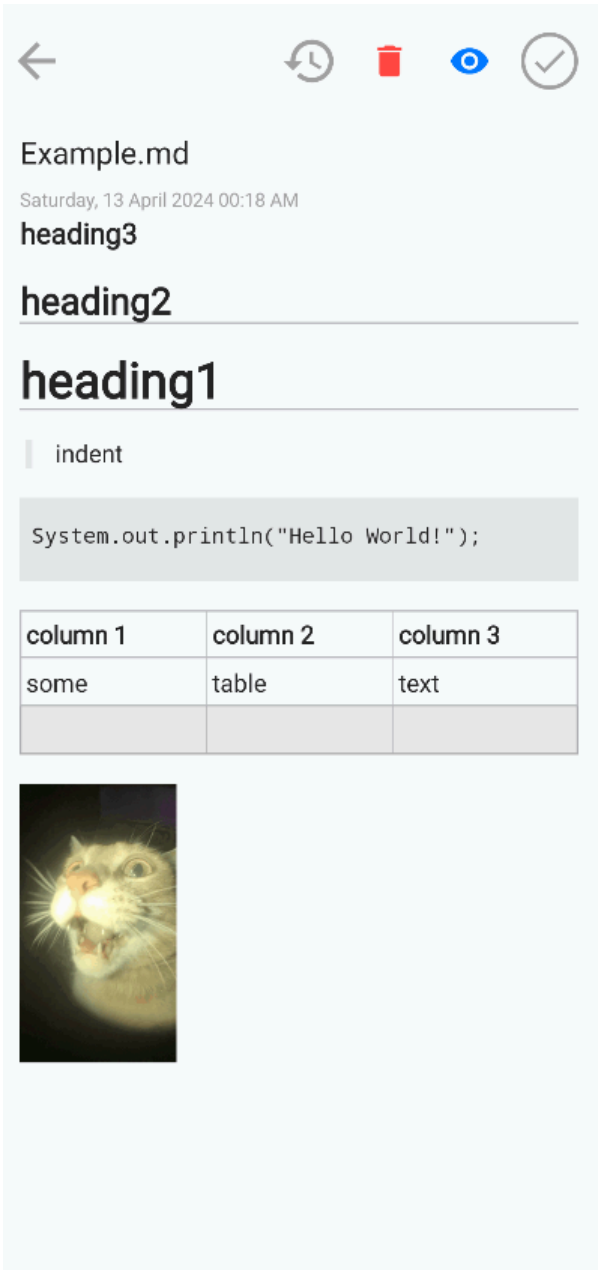 Example.md
Saturday, 13 April 2024 00:18 AM
heading3
heading2
heading1
indent
System.out.println("Hello World!");
column 1 column 2 column 3
some table text